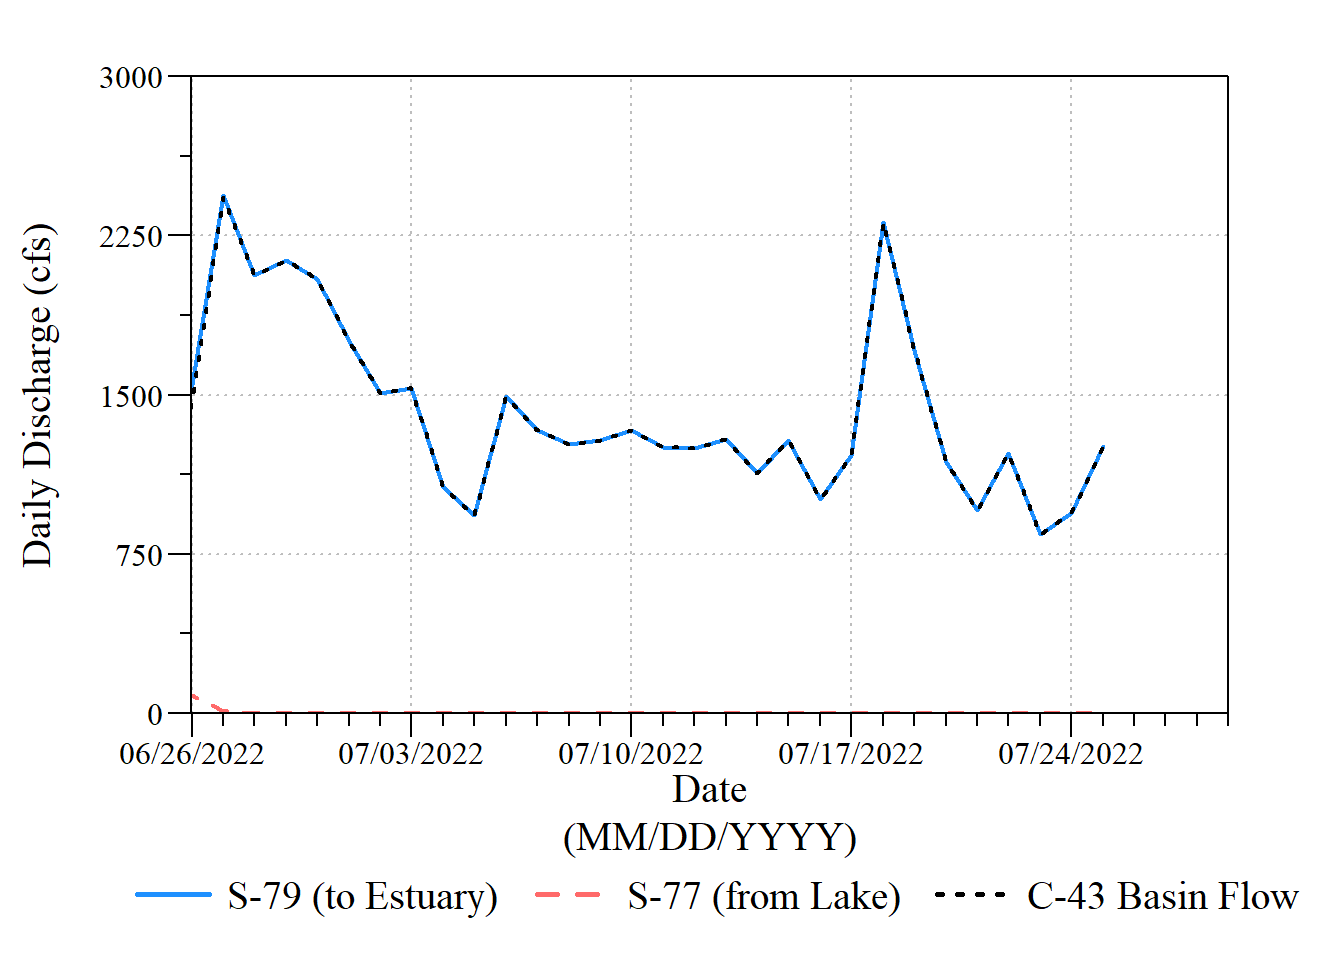 3000
2250
1500
750
0
Daily Discharge (cfs)
06/26/2022 07/03/2022 07/10/2022 07/17/2022 07/24/2022
Date
(MM/DD/YYYY)
S-79 (to Estuary) S-77 (from Lake) C-43 Basin Flow